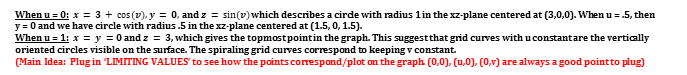 When u = 0: x = 3 + cos(v), y = 0, and z = sin(v) which describes a circle with radius 1 in the xz-plane centered at (3,0,0). When u = .5, then
y = 0 and we have circle with radius .5 in the xz-plane centered at (1.5, 0, 1.5).
When u = 1: x = y = 0 and z = 3, which gives the topmost point in the graph. This suggest that grid curves with u constant are the vertically
oriented circles visible on the surface. The spiraling grid curves correspond to keeping v constant.
(Main Idea: Plug in 'LIMITING VALUES' to see how the points correspond/plot on the graph. (0,0), (u,0), (0,v) are always a good point to plug)